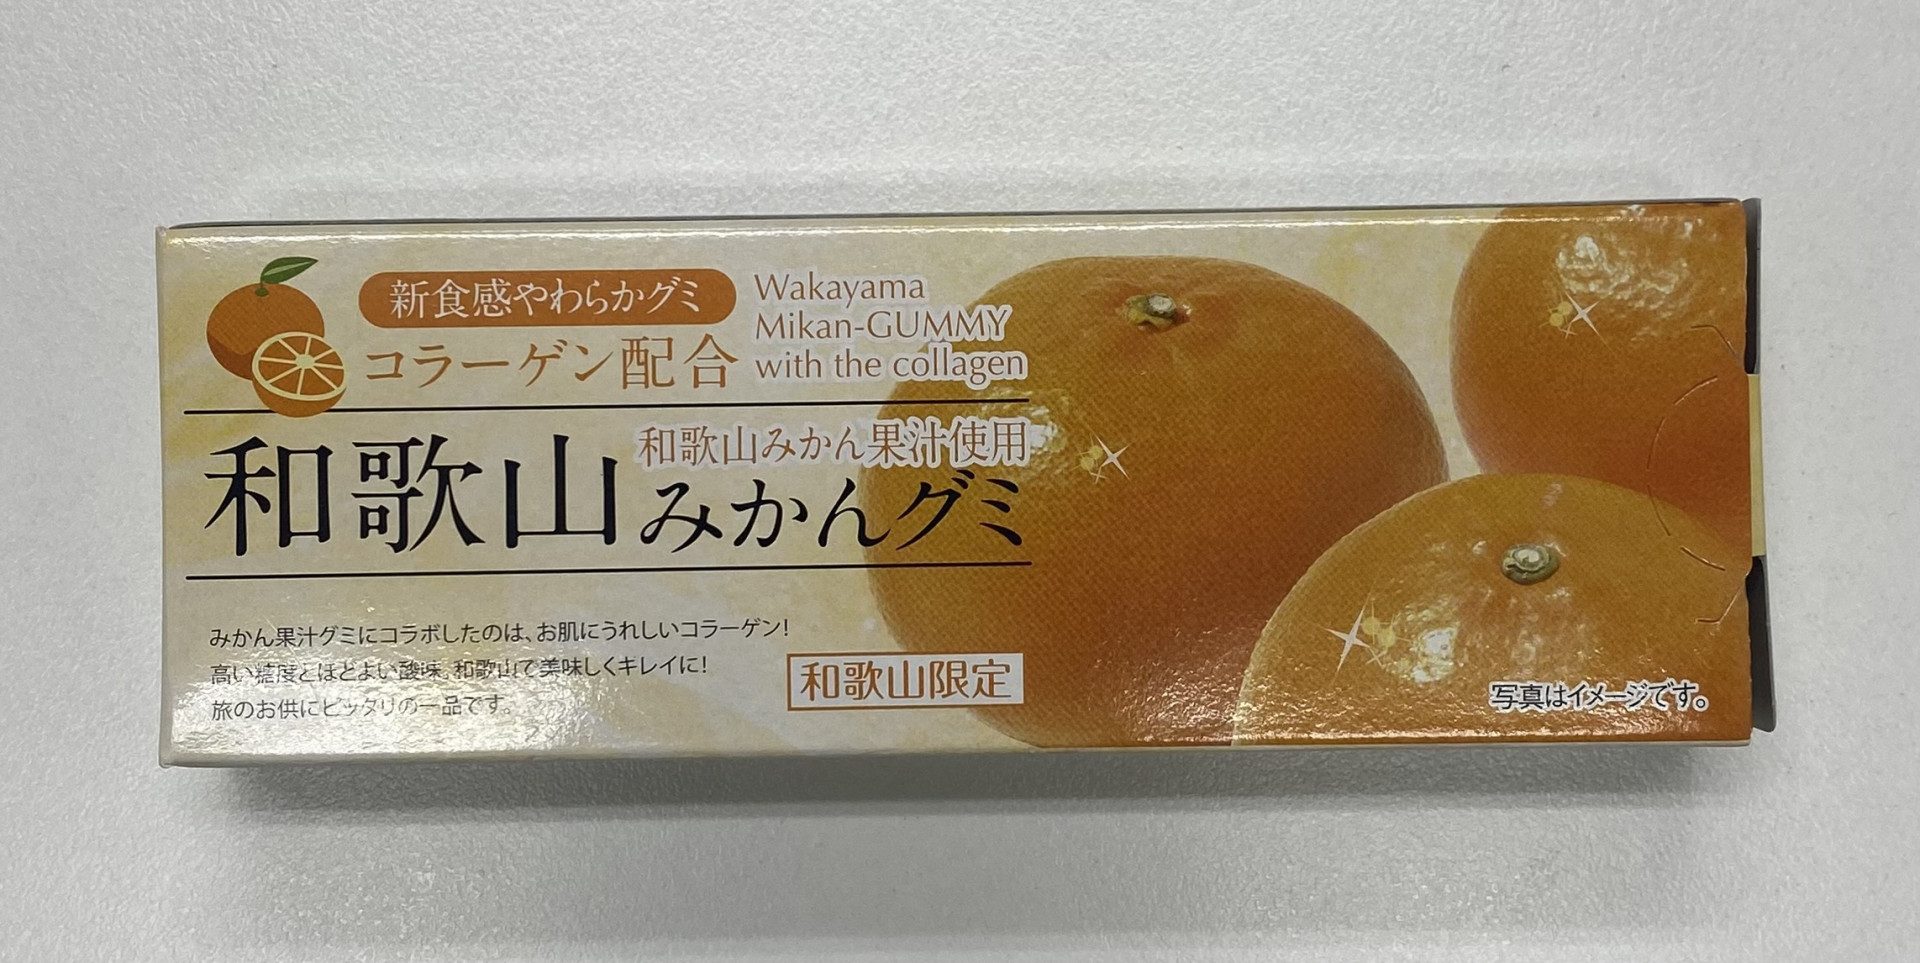 新食感やわらかグミ
コラーゲン配合
Wakayama
Mikan-GUMMY
with the collagen
和歌山みかん果汁使用
和歌山みかんグミ
みかん果汁グミにコラボしたのは、お肌にうれしいコラーゲン!
高い糖度とほどよい酸味。和歌山で美味しくキレイに!
旅のお供にピッタリの一品です。
和歌山限定
写真はイメージです。